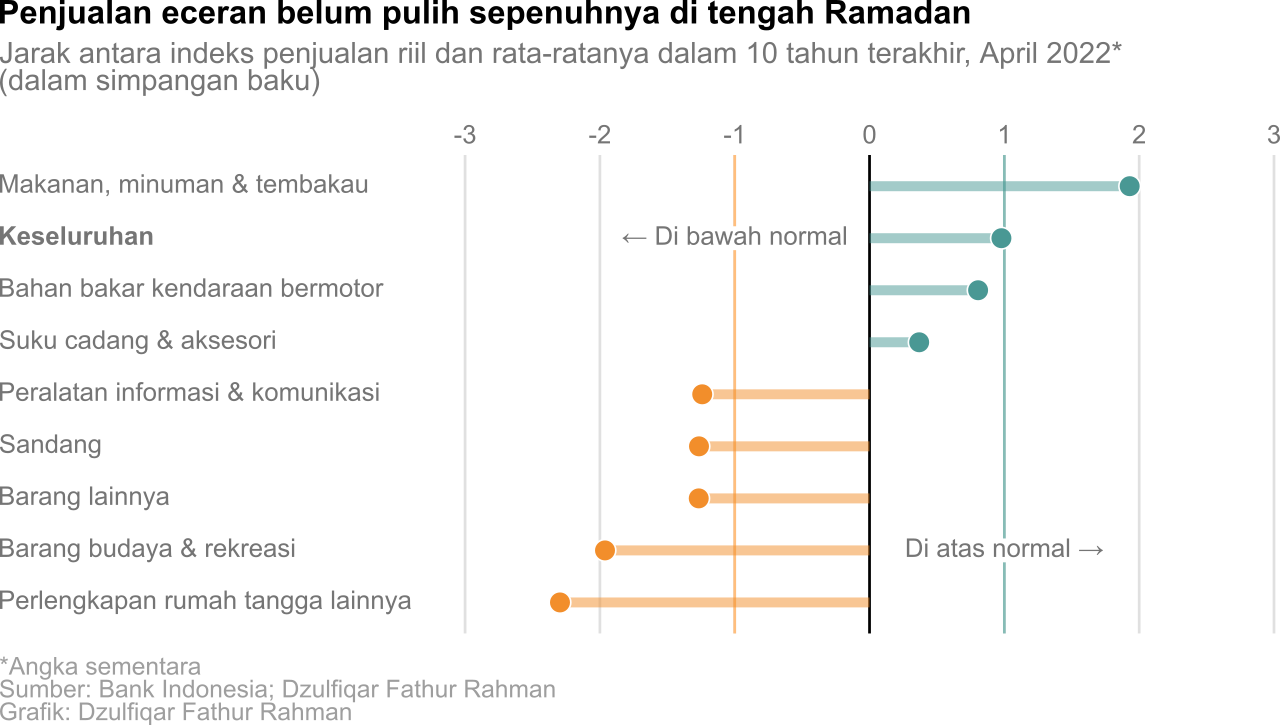 Penjualan eceran belum pulih sepenuhnya di tengah Ramadan
Jarak antara indeks penjualan riil dan rata-ratanya dalam 10 tahun terakhir, April 2022*
(dalam simpangan baku)
-3 -2 -1 0 1 2 3
Makanan, minuman & tembakau
Keseluruhan ← Di bawah normal
Bahan bakar kendaraan bermotor
Suku cadang & aksesori
Peralatan informasi & komunikasi
Sandang
Barang lainnya
Barang budaya & rekreasi Di atas normal →
Perlengkapan rumah tangga lainnya
*Angka sementara
Sumber: Bank Indonesia; Dzulfiqar Fathur Rahman
Grafik: Dzulfiqar Fathur Rahman